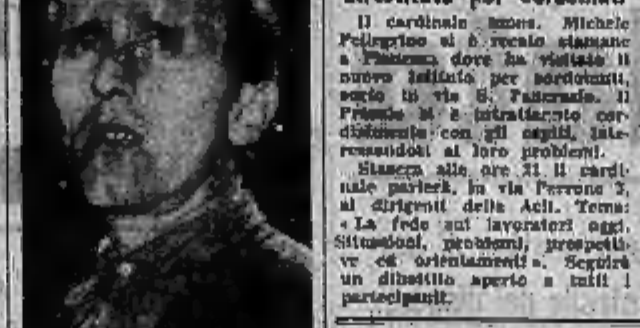 Il cardinale mons. Michele
Pellegrino si è recato stamane
a Pianezza dove ha visitato il
nuovo istituto per sordomuti,
sorto in via S. Pancrazio. Il
Presule si è intrattenuto cor-
dialmente con gli ospiti, inte-
ressandosi ai loro problemi.
Stasera alle ore 21 il cardi-
nale parlerà, in via Perrone 3,
ai dirigenti delle Acli. Tema:
« La fede nei lavoratori oggi.
Situazioni, problemi, prospetti-
ve ed orientamenti ». Seguirà
un dibattito aperto a tutti i
partecipanti.